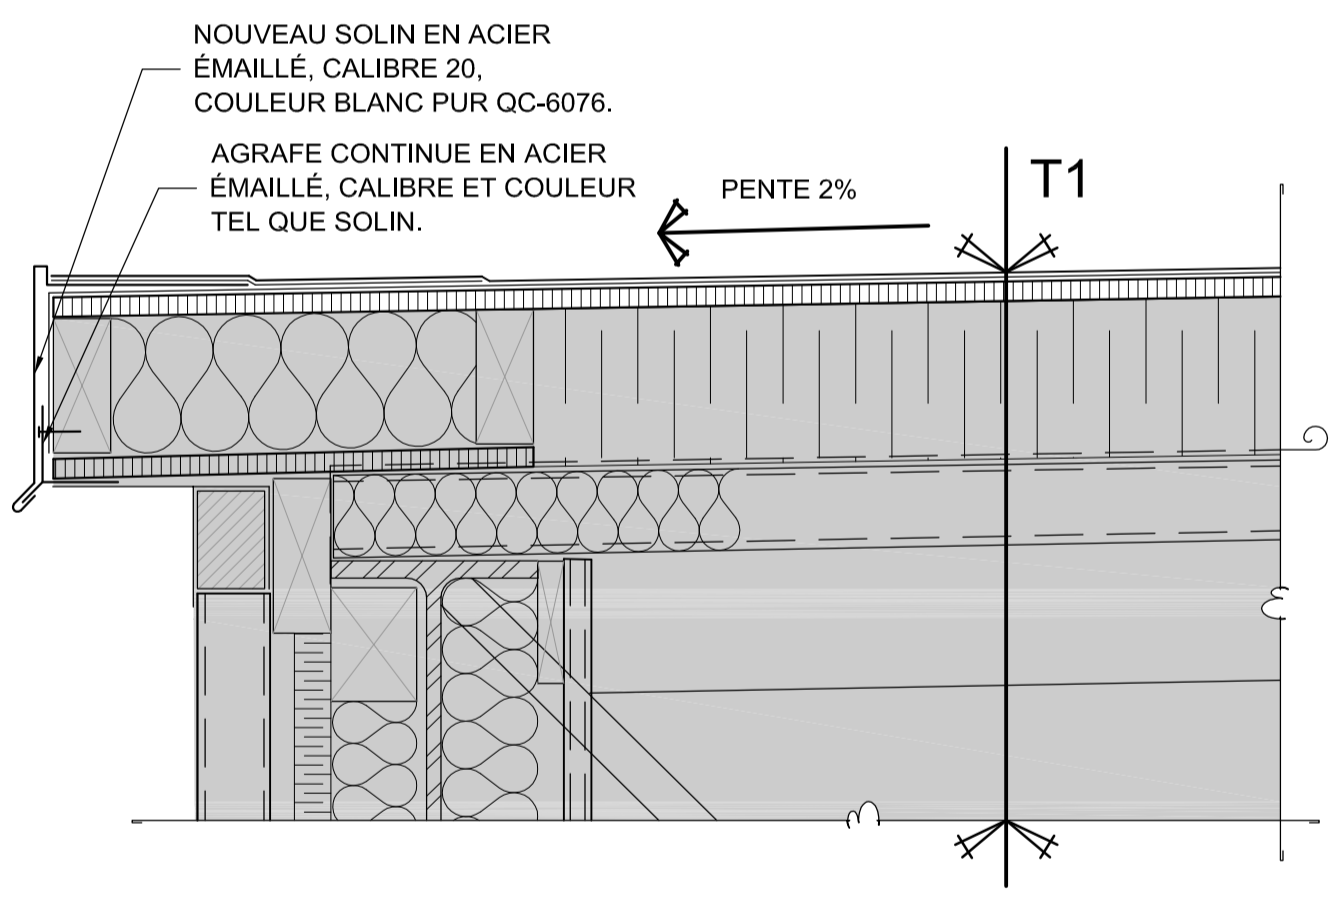 NOUVEAU SOLIN EN ACIER
ÉMAILLÉ, CALIBRE 20,
COULEUR BLANC PUR QC-6076.
AGRAFE CONTINUE EN ACIER
ÉMAILLÉ, CALIBRE ET COULEUR
TEL QUE SOLIN.
PENTE 2%
T1